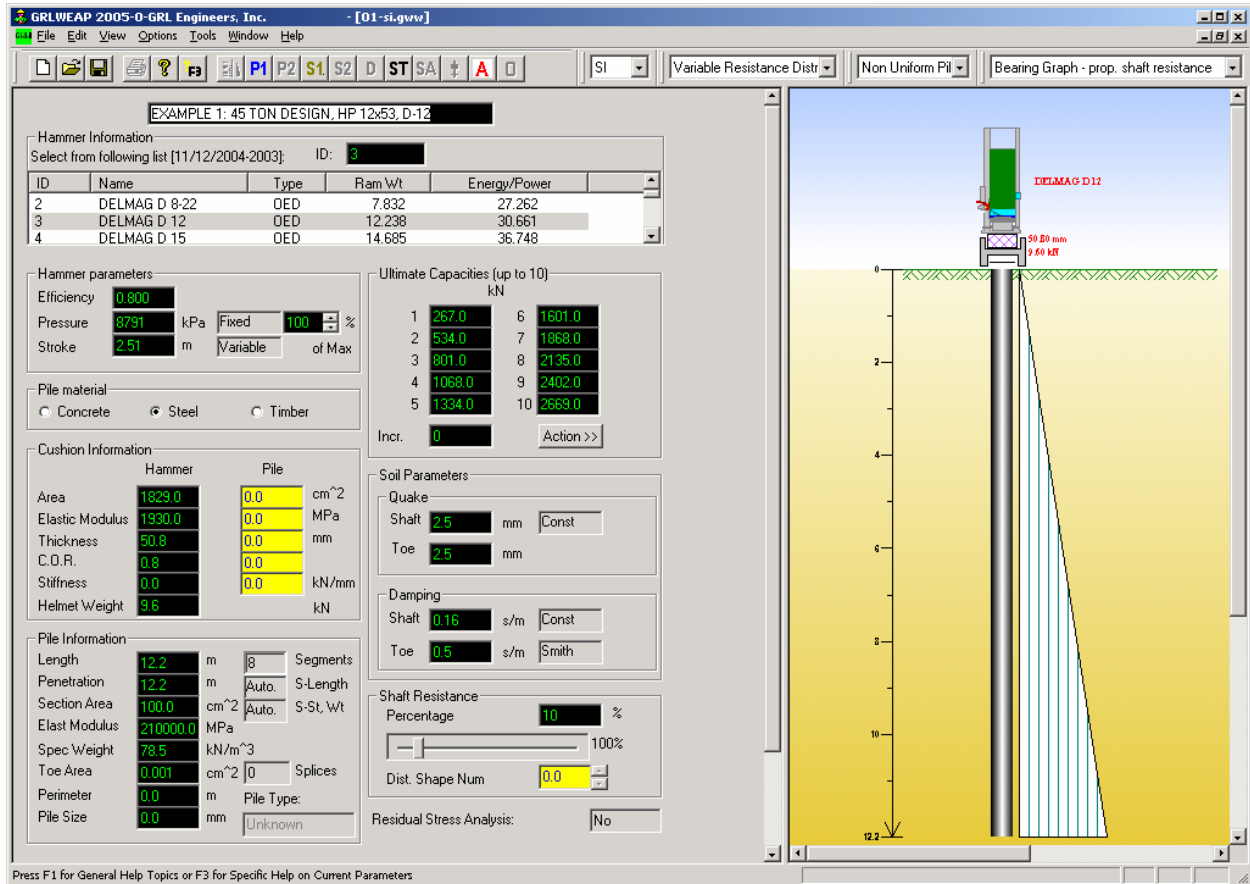 GRLWEAP 2005-0-GRL Engineers, Inc. - [01-si.gww]
File Edit View Options Tools Window Help
F3 P1 P2 S1. S2 D ST SA A SI Variable Resistance Distr Non Uniform Pil Bearing Graph - prop. shaft resistance
EXAMPLE 1: 45 TON DESIGN, HP 12x53, D-12
Hammer Information
Select from following list [11/12/2004-2003]: ID: 3
ID Name Type Ram Wt Energy/Power
2 DELMAG D 8-22 OED 7.832 27.262
3 DELMAG D 12 OED 12.238 30.661
4 DELMAG D 15 OED 14.685 36.748
Hammer parameters
Efficiency 0.800
Pressure 8791 kPa Fixed 100 %
Stroke 2.51 m Variable of Max
Pile material
Concrete Steel Timber
Cushion Information
Hammer Pile
Area 1829.0 0.0 cm^2
Elastic Modulus 1930.0 0.0 MPa
Thickness 50.8 0.0 mm
C.O.R. 0.8 0.0
Stiffness 0.0 0.0 kN/mm
Helmet Weight 9.6 kN
Pile Information
Length 12.2 m 8 Segments
Penetration 12.2 m Auto. S-Length
Section Area 100.0 cm^2 Auto. S-St, Wt
Elast Modulus 210000.0 MPa
Spec Weight 78.5 kN/m^3
Toe Area 0.001 cm^2 0 Splices
Perimeter 0.0 m Pile Type:
Pile Size 0.0 mm Unknown
Ultimate Capacities (up to 10)
kN
1 267.0 6 1601.0
2 534.0 7 1868.0
3 801.0 8 2135.0
4 1068.0 9 2402.0
5 1334.0 10 2669.0
Incr. 0 Action >>
Soil Parameters
Quake
Shaft 2.5 mm Const
Toe 2.5 mm
Damping
Shaft 0.16 s/m Const
Toe 0.5 s/m Smith
Shaft Resistance
Percentage 10 %
100%
Dist. Shape Num 0.0
Residual Stress Analysis: No
DELMAG D 12
50.80 mm
9.60 kN
0
2
4
6
8
10
12.2
Press F1 for General Help Topics or F3 for Specific Help on Current Parameters